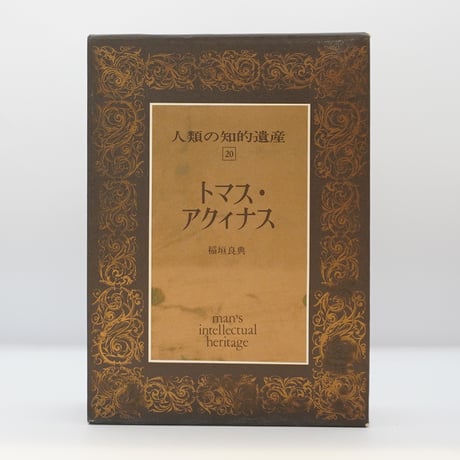 人類の知的遺産
20
トマス・
アクィナス
稲垣良典
man's
intellectual
heritage